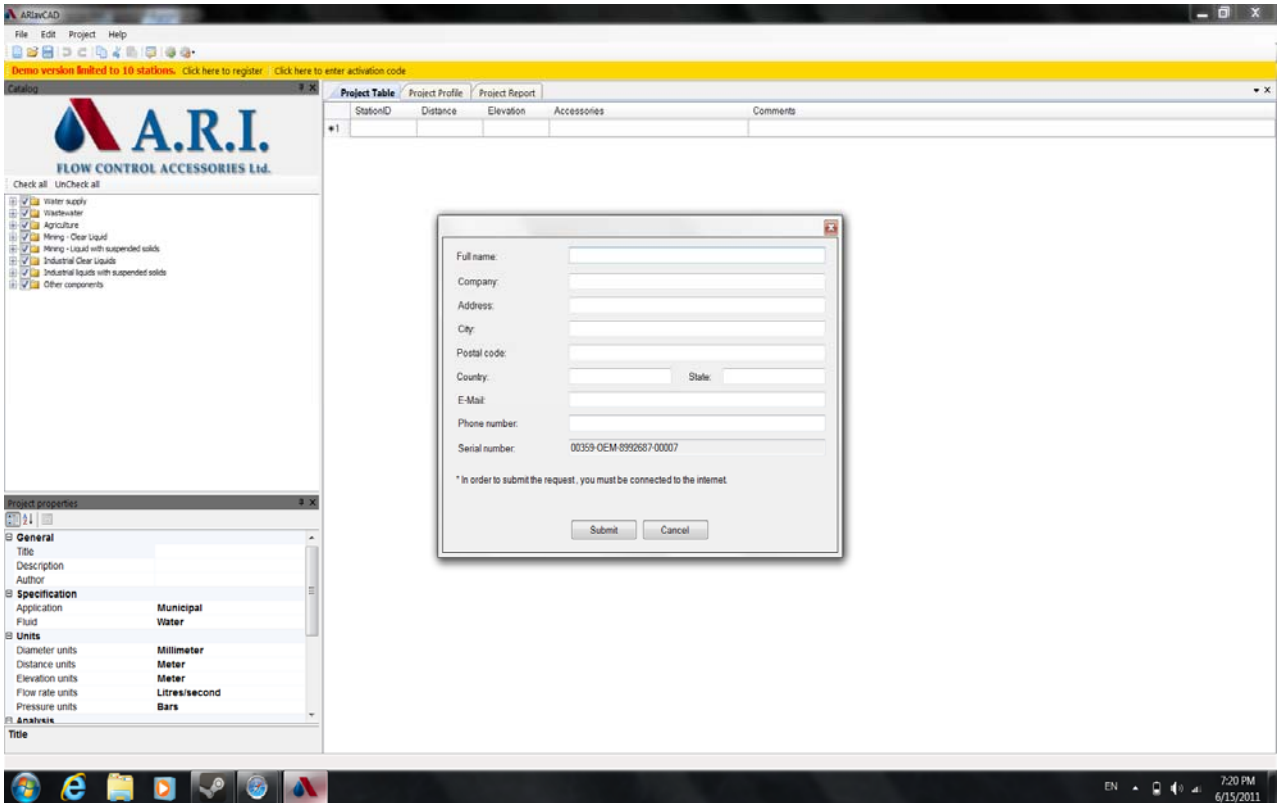 ARIavCAD
File Edit Project Help
Demo version limited to 10 stations. Click here to register Click here to enter activation code
Catalog
A.R.I.
FLOW CONTROL ACCESSORIES Ltd.
Check all UnCheck all
Water supply
Wastewater
Agriculture
Mining - Clear Liquid
Mining - Liquid with suspended solids
Industrial Clear Liquids
Industrial liquids with suspended solids
Other components
Project properties
General
Title
Description
Author
Specification
Application Municipal
Fluid Water
Units
Diameter units Millimeter
Distance units Meter
Elevation units Meter
Flow rate units Litres/second
Pressure units Bars
Analysis
Title
Project Table Project Profile Project Report
StationID Distance Elevation Accessories Comments
*1
Full name:
Company:
Address:
City:
Postal code:
Country: State:
E-Mail:
Phone number:
Serial number: 00359-OEM-8992687-00007
* In order to submit the request , you must be connected to the internet.
Submit Cancel
EN
7:20 PM
6/15/2011